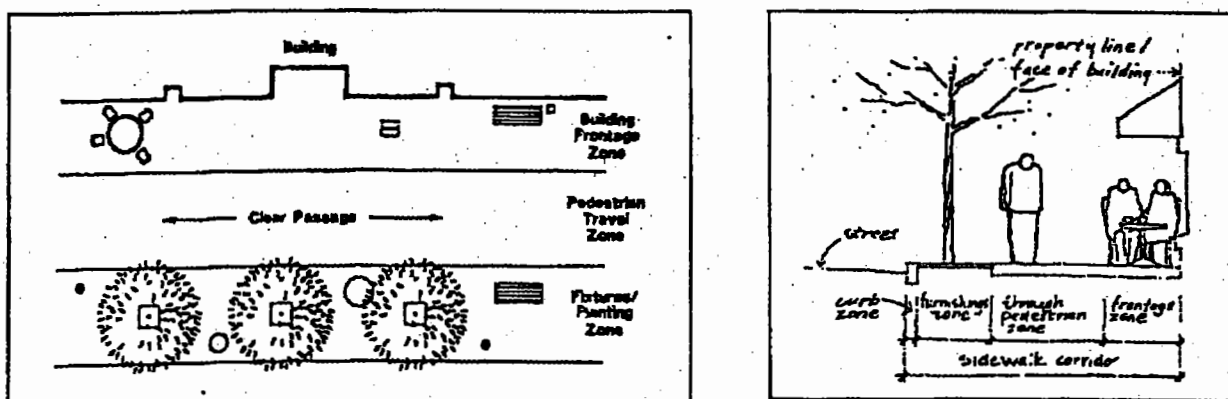 Building
Building
Frontage
Zone
Clear Passage
Pedestrian
Travel
Zone
Fixtures/
Planting
Zone
property line/
face of building
street
curb
zone
furnishings
zone
through
pedestrian
zone
frontage
zone
sidewalk corridor